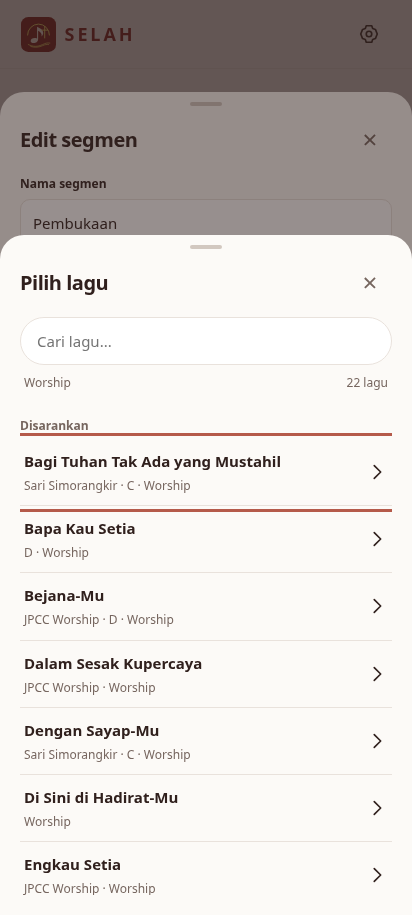 SELAH
Edit segmen
Nama segmen
Pembukaan
Pilih lagu
Cari lagu...
Worship 22 lagu
Disarankan
Bagi Tuhan Tak Ada yang Mustahil
Sari Simorangkir · C · Worship
Bapa Kau Setia
D · Worship
Bejana-Mu
JPCC Worship · D · Worship
Dalam Sesak Kupercaya
JPCC Worship · Worship
Dengan Sayap-Mu
Sari Simorangkir · C · Worship
Di Sini di Hadirat-Mu
Worship
Engkau Setia
JPCC Worship · Worship